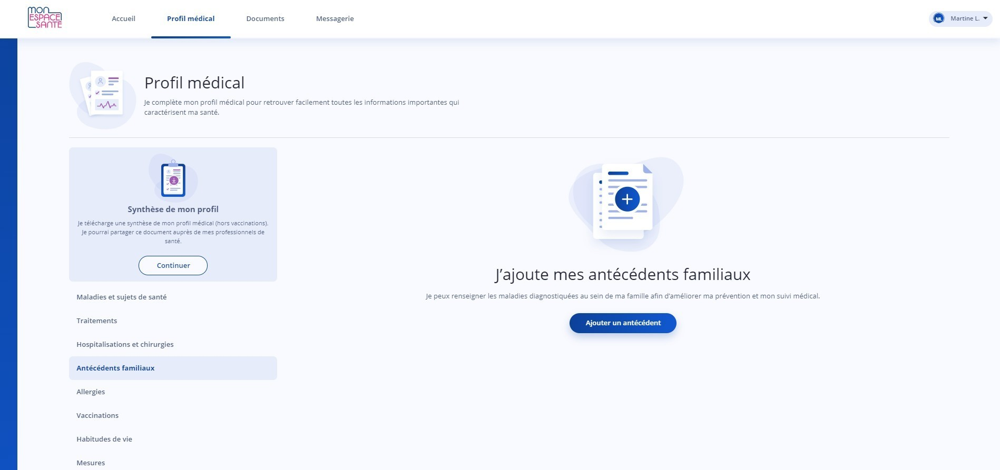 mon
ESPACE
SANTÉ
Accueil
Profil médical
Documents
Messagerie
ML
Martine L.
Profil médical
Je complète mon profil médical pour retrouver facilement toutes les informations importantes qui
caractérisent ma santé.
Synthèse de mon profil
Je télécharge une synthèse de mon profil médical (hors vaccinations).
Je pourrai partager ce document auprès de mes professionnels de
santé.
Continuer
Maladies et sujets de santé
Traitements
Hospitalisations et chirurgies
Antécédents familiaux
Allergies
Vaccinations
Habitudes de vie
Mesures
J’ajoute mes antécédents familiaux
Je peux renseigner les maladies diagnostiquées au sein de ma famille afin d’améliorer ma prévention et mon suivi médical.
Ajouter un antécédent